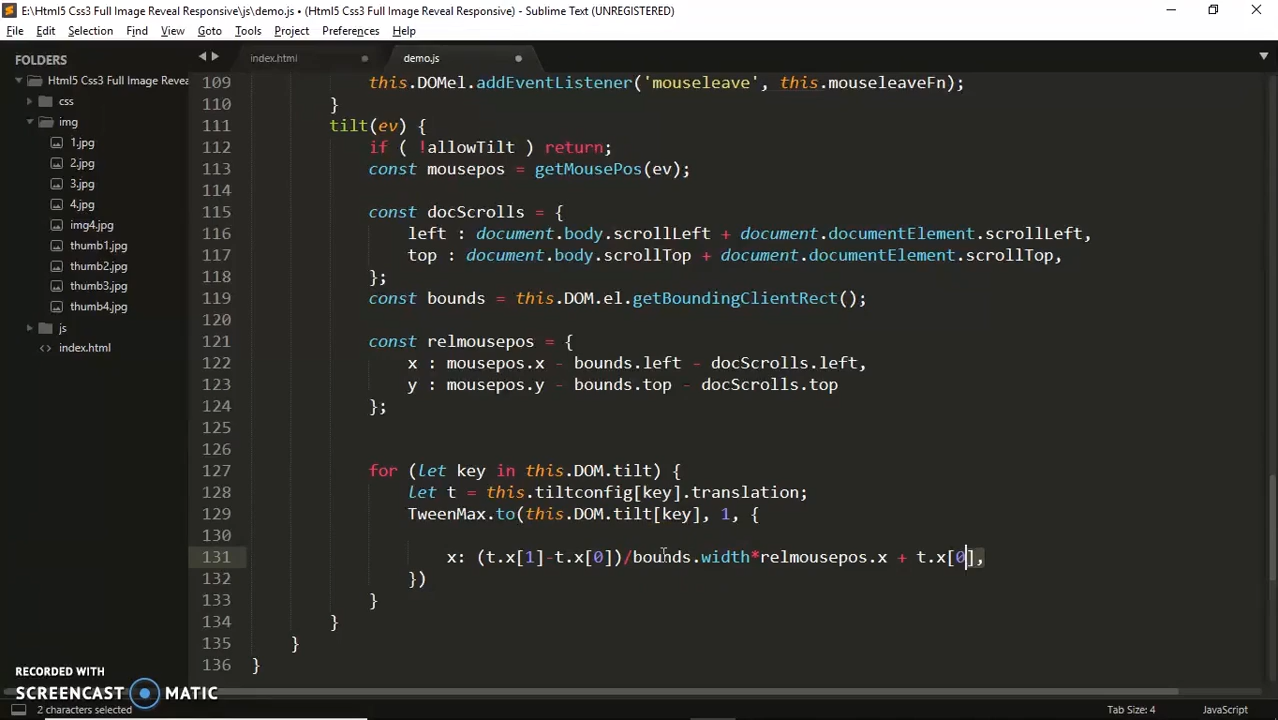 E:\Html5 Css3 Full Image Reveal Responsive\js\demo.js • (Html5 Css3 Full Image Reveal Responsive) - Sublime Text (UNREGISTERED)
File Edit Selection Find View Goto Tools Project Preferences Help
FOLDERS
Html5 Css3 Full Image Revea
css
img
1.jpg
2.jpg
3.jpg
4.jpg
img4.jpg
thumb1.jpg
thumb2.jpg
thumb3.jpg
thumb4.jpg
js
index.html
index.html demo.js
109 this.DOMel.addEventListener('mouseleave', this.mouseleaveFn);
110 }
111 tilt(ev) {
112 if ( !allowTilt ) return;
113 const mousepos = getMousePos(ev);
114
115 const docScrolls = {
116 left : document.body.scrollLeft + document.documentElement.scrollLeft,
117 top : document.body.scrollTop + document.documentElement.scrollTop,
118 };
119 const bounds = this.DOM.el.getBoundingClientRect();
120
121 const relmousepos = {
122 x : mousepos.x - bounds.left - docScrolls.left,
123 y : mousepos.y - bounds.top - docScrolls.top
124 };
125
126
127 for (let key in this.DOM.tilt) {
128 let t = this.tiltconfig[key].translation;
129 TweenMax.to(this.DOM.tilt[key], 1, {
130
131 x: (t.x[1]-t.x[0])/bounds.width*relmousepos.x + t.x[0],
132 })
133 }
134 }
135 }
136 }
RECORDED WITH
SCREENCAST MATIC
2 characters selected Tab Size: 4 JavaScript